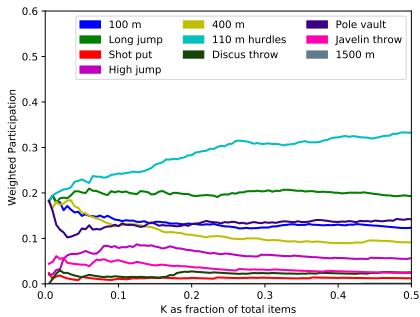 0.6
0.5
0.4
0.3
0.2
0.1
0.0
Weighted Participation
100 m
Long jump
Shot put
High jump
400 m
110 m hurdles
Discus throw
Pole vault
Javelin throw
1500 m
0.0 0.1 0.2 0.3 0.4 0.5
K as fraction of total items